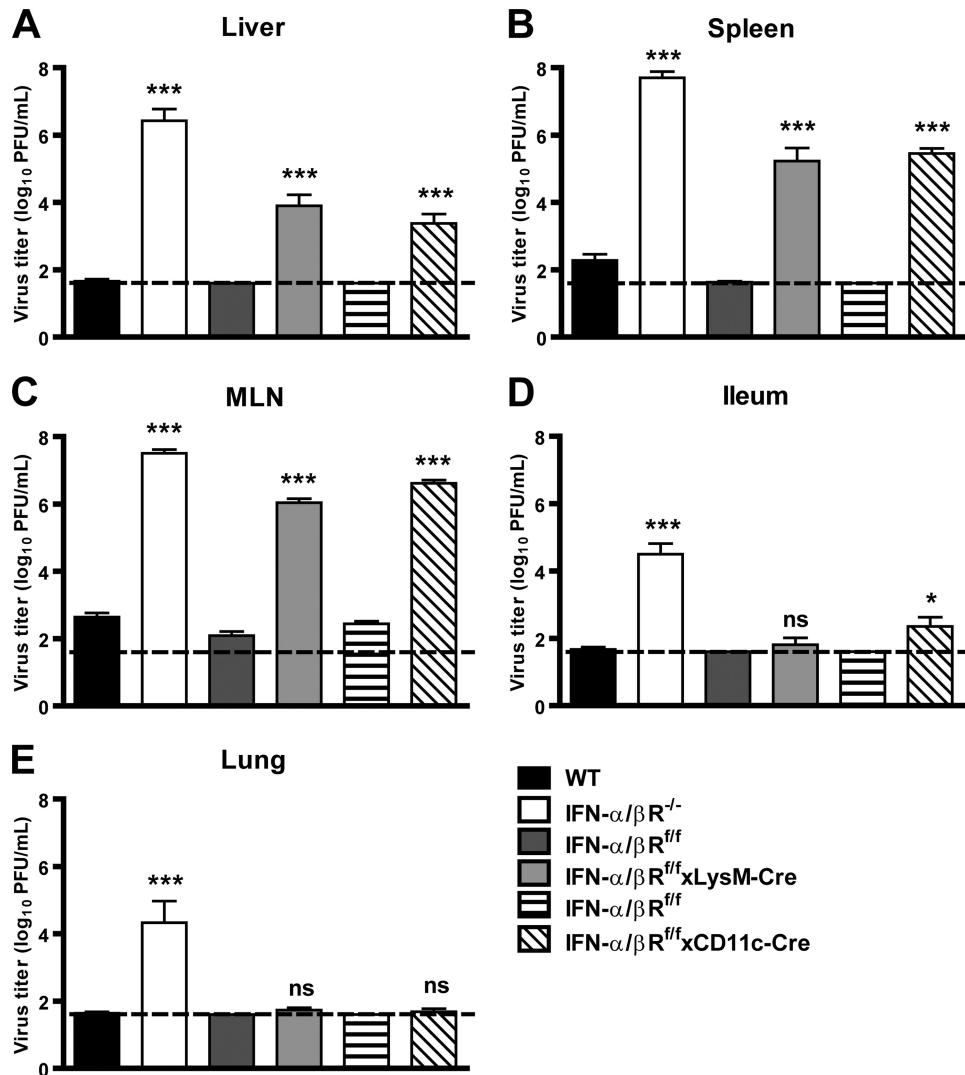 A
Liver
Virus titer (log₁₀ PFU/mL)
8
6
4
2
0
***
***
***
B
Spleen
Virus titer (log₁₀ PFU/mL)
8
6
4
2
0
***
***
***
C
MLN
Virus titer (log₁₀ PFU/mL)
8
6
4
2
0
***
***
***
D
Ileum
Virus titer (log₁₀ PFU/mL)
8
6
4
2
0
***
ns
*
E
Lung
Virus titer (log₁₀ PFU/mL)
8
6
4
2
0
***
ns
ns
WT
IFN-α/βR⁻/⁻
IFN-α/βRf/f
IFN-α/βRf/fxLysM-Cre
IFN-α/βRf/f
IFN-α/βRf/fxCD11c-Cre